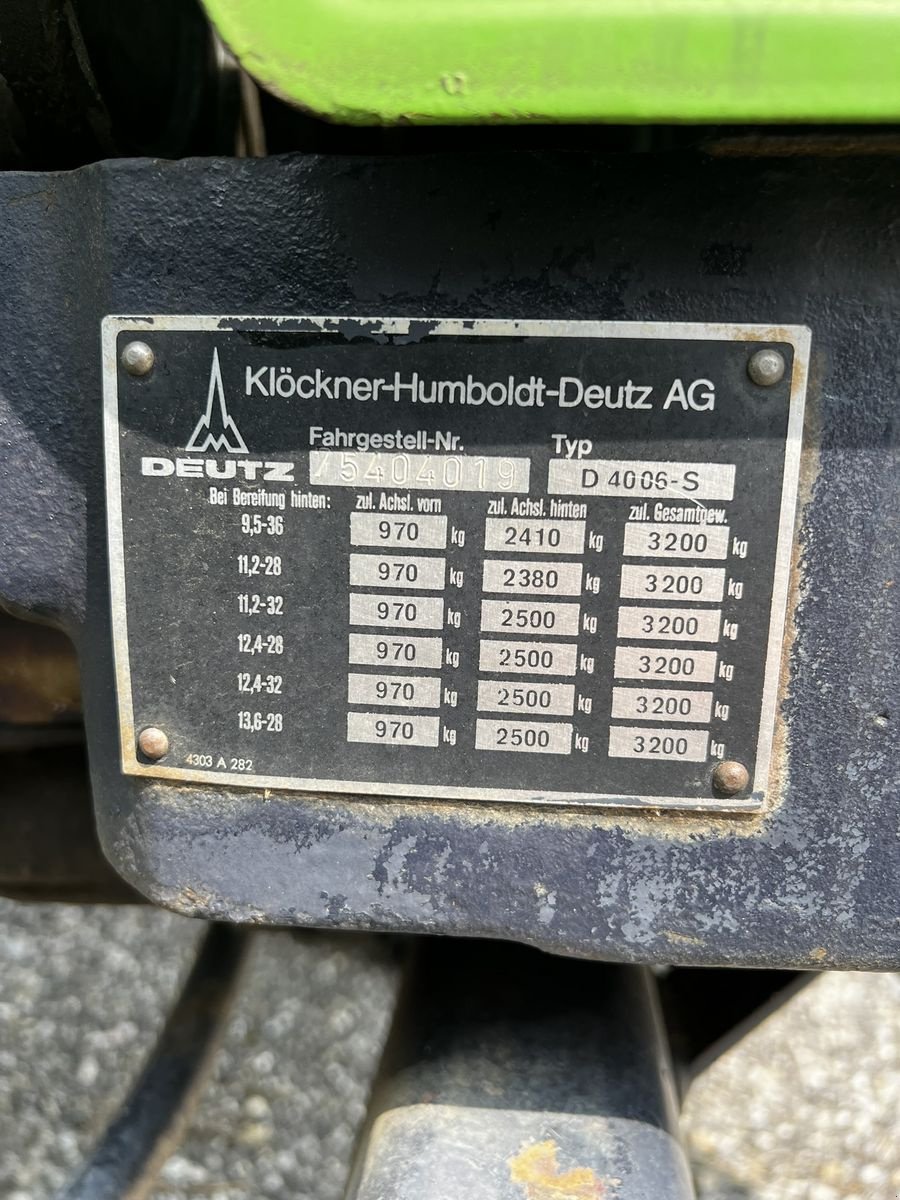 Klöckner-Humboldt-Deutz AG
DEUTZ
Fahrgestell-Nr. Typ
75404019 D 4006-S
Bei Bereifung hinten: zul. Achsl. vorn zul. Achsl. hinten zul. Gesamtgew.
9,5-36 970 kg 2410 kg 3200 kg
11,2-28 970 kg 2380 kg 3200 kg
11,2-32 970 kg 2500 kg 3200 kg
12,4-28 970 kg 2500 kg 3200 kg
12,4-32 970 kg 2500 kg 3200 kg
13,6-28 970 kg 2500 kg 3200 kg
4303 A 282